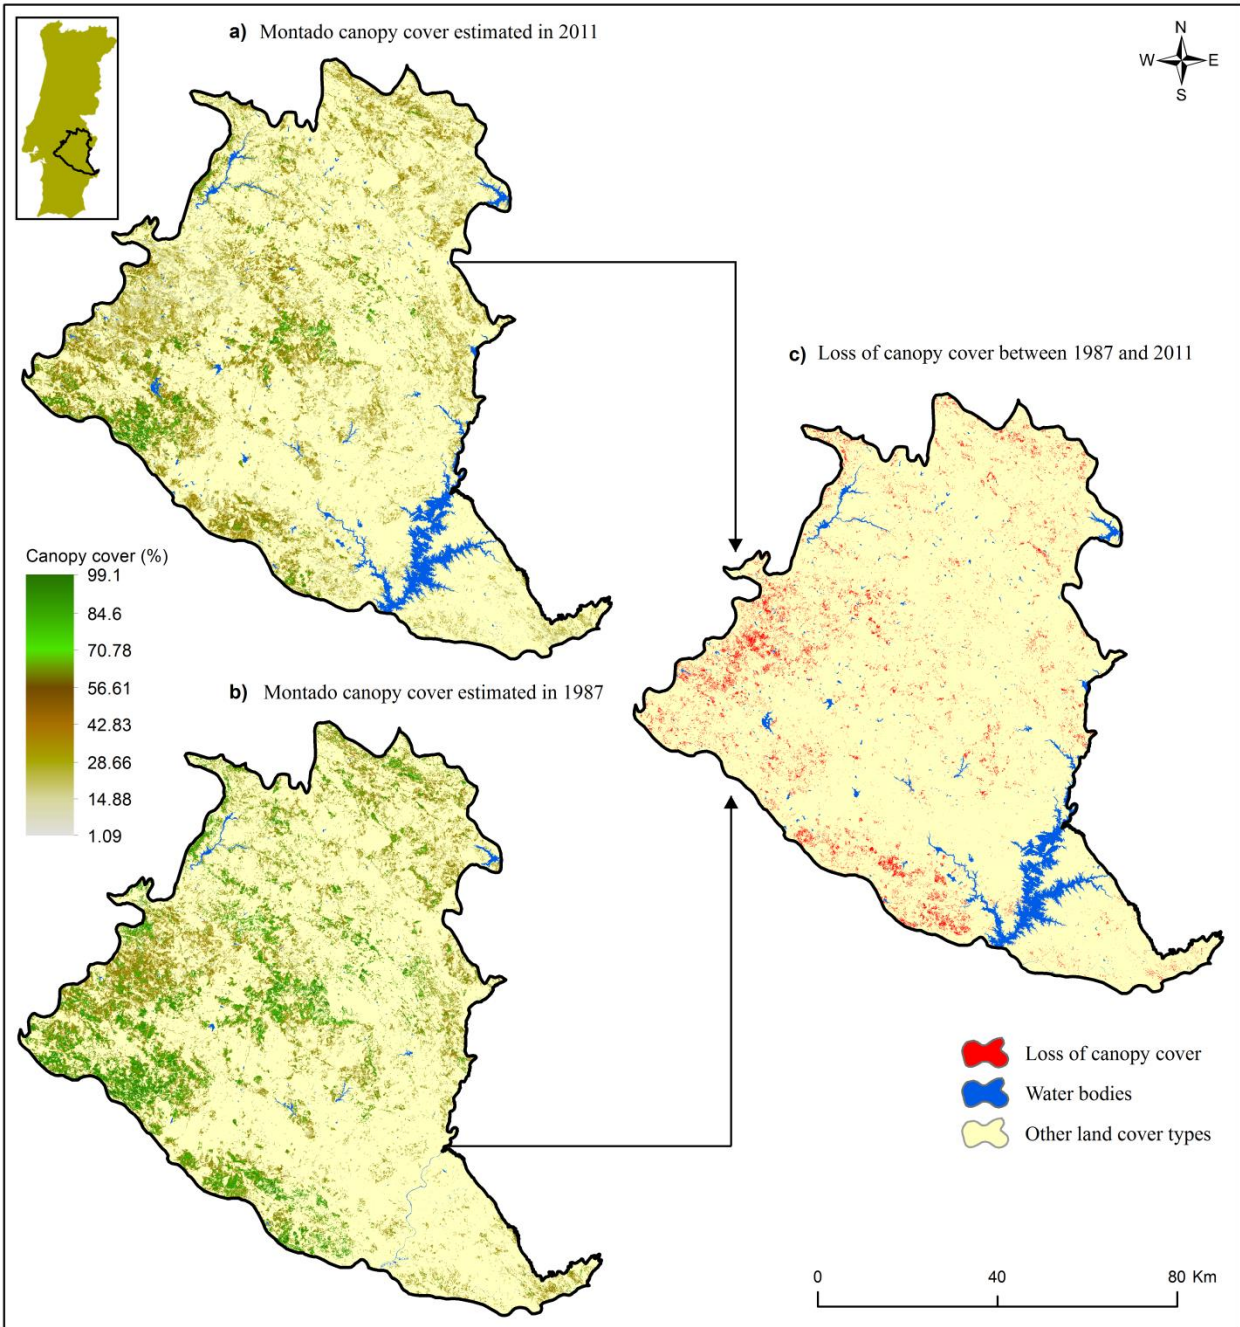 a) Montado canopy cover estimated in 2011
N
W E
S
c) Loss of canopy cover between 1987 and 2011
Canopy cover (%)
99.1
84.6
70.78
56.61
42.83
28.66
14.88
1.09
b) Montado canopy cover estimated in 1987
Loss of canopy cover
Water bodies
Other land cover types
0 40 80 Km